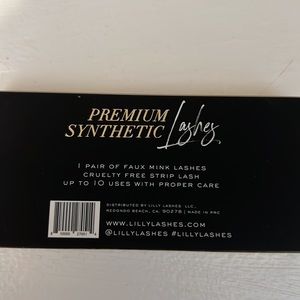 PREMIUM
SYNTHETIC Lashes
1 PAIR OF FAUX MINK LASHES
CRUELTY FREE STRIP LASH
UP TO 10 USES WITH PROPER CARE
DISTRIBUTED BY LILLY LASHES LLC.
REDONDO BEACH, CA. 90278 | MADE IN PRC
WWW.LILLYLASHES.COM
@LILLYLASHES #LILLYLASHES